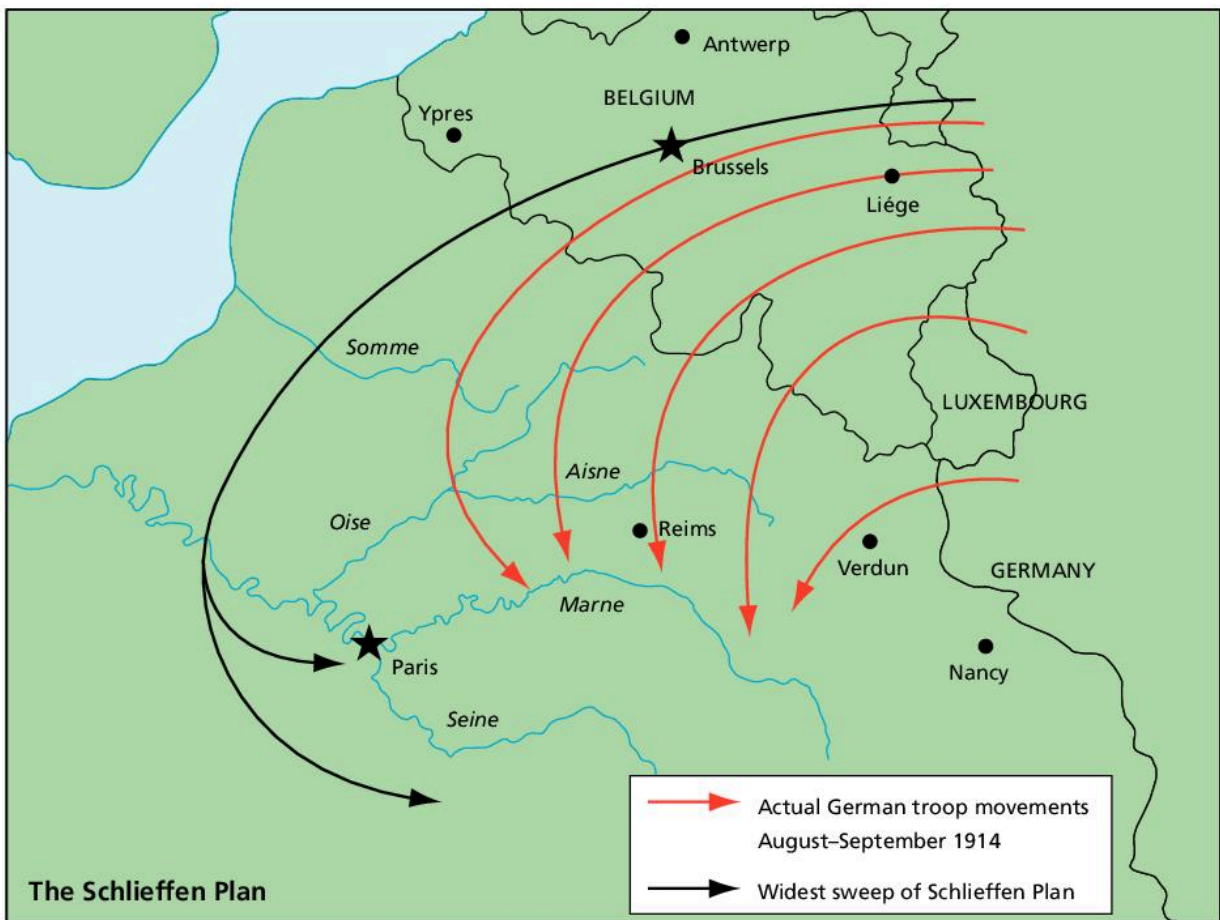 Antwerp
BELGIUM
Ypres
Brussels
Liége
Somme
LUXEMBOURG
Aisne
Oise
Reims
Verdun
GERMANY
Marne
Paris
Nancy
Seine
Actual German troop movements
August–September 1914
Widest sweep of Schlieffen Plan
The Schlieffen Plan